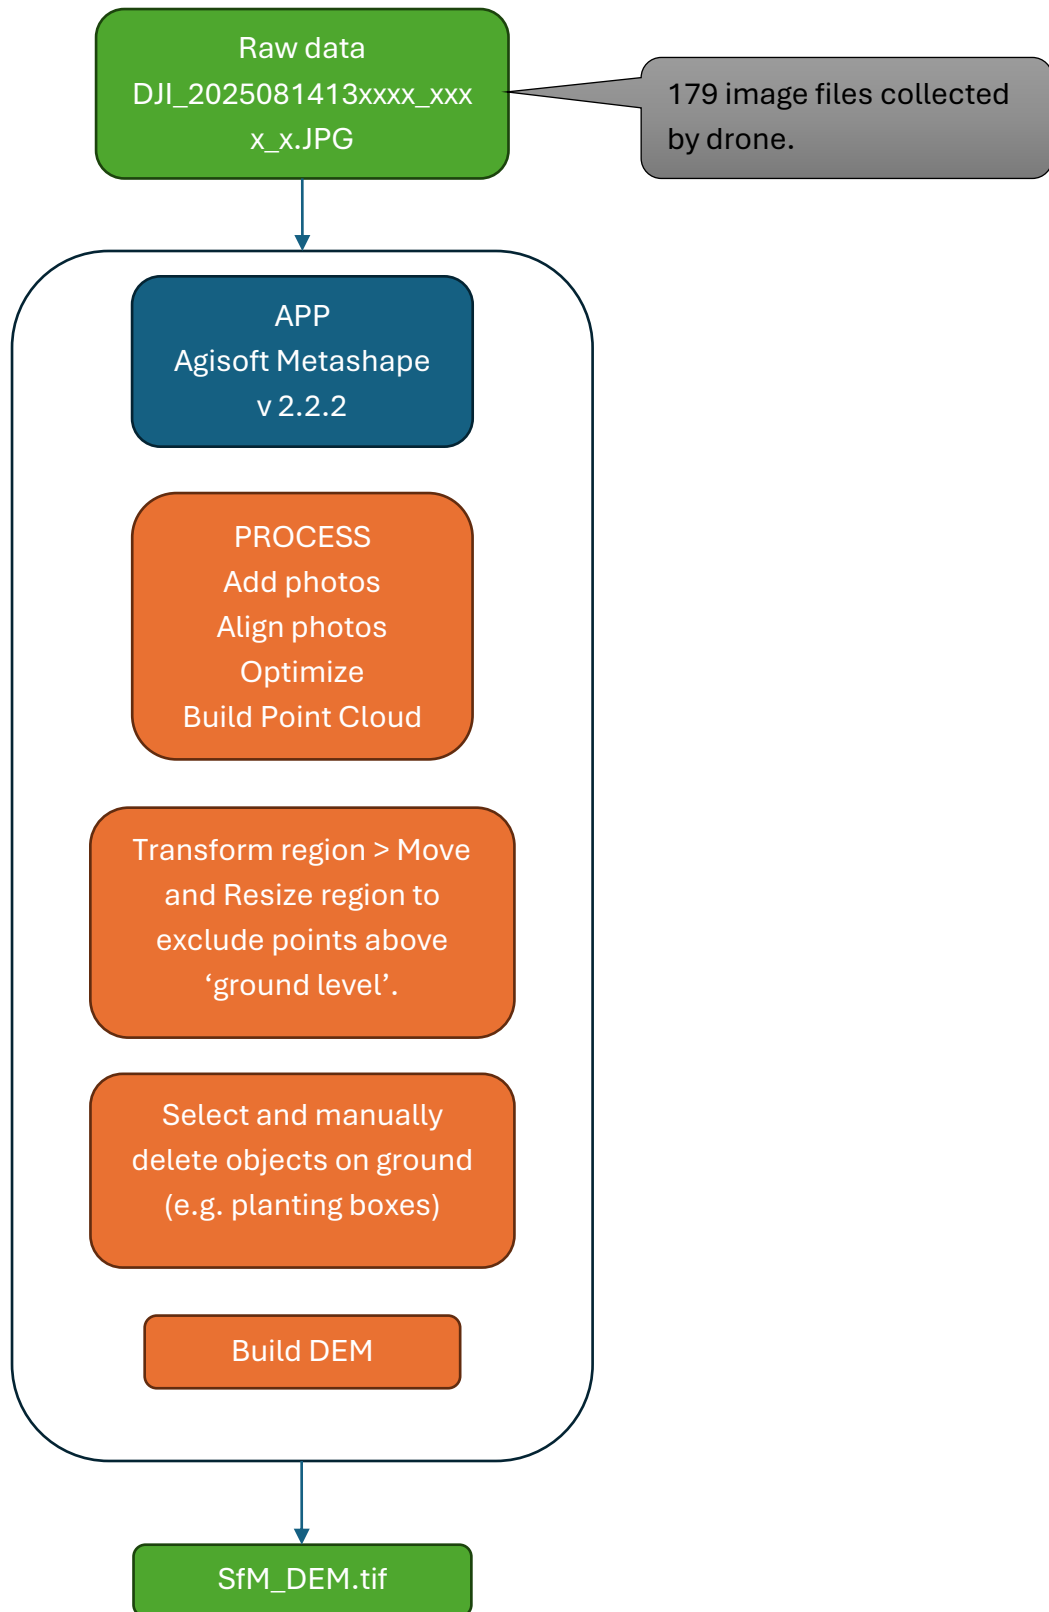 Raw data
DJI_2025081413xxxx_xxx
x_x.JPG
179 image files collected
by drone.
APP
Agisoft Metashape
v 2.2.2
PROCESS
Add photos
Align photos
Optimize
Build Point Cloud
Transform region > Move
and Resize region to
exclude points above
‘ground level’.
Select and manually
delete objects on ground
(e.g. planting boxes)
Build DEM
SfM_DEM.tif